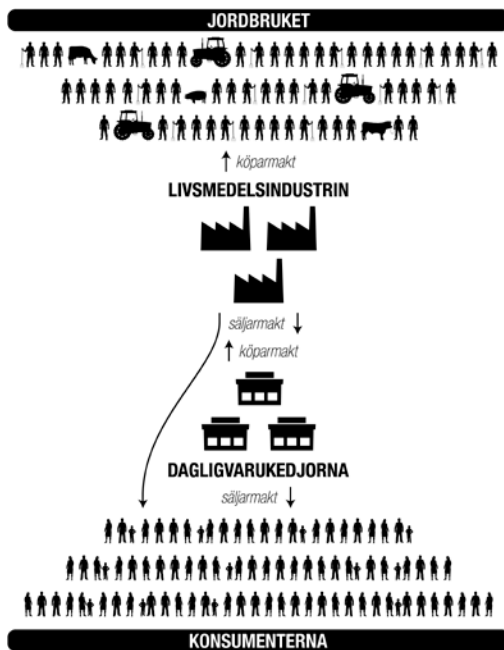 JORDBRUKET
köparmakt
LIVSMEDELSINDUSTRIN
säljarmakt
köparmakt
DAGLIGVARUKEDJORNA
säljarmakt
KONSUMENTERNA